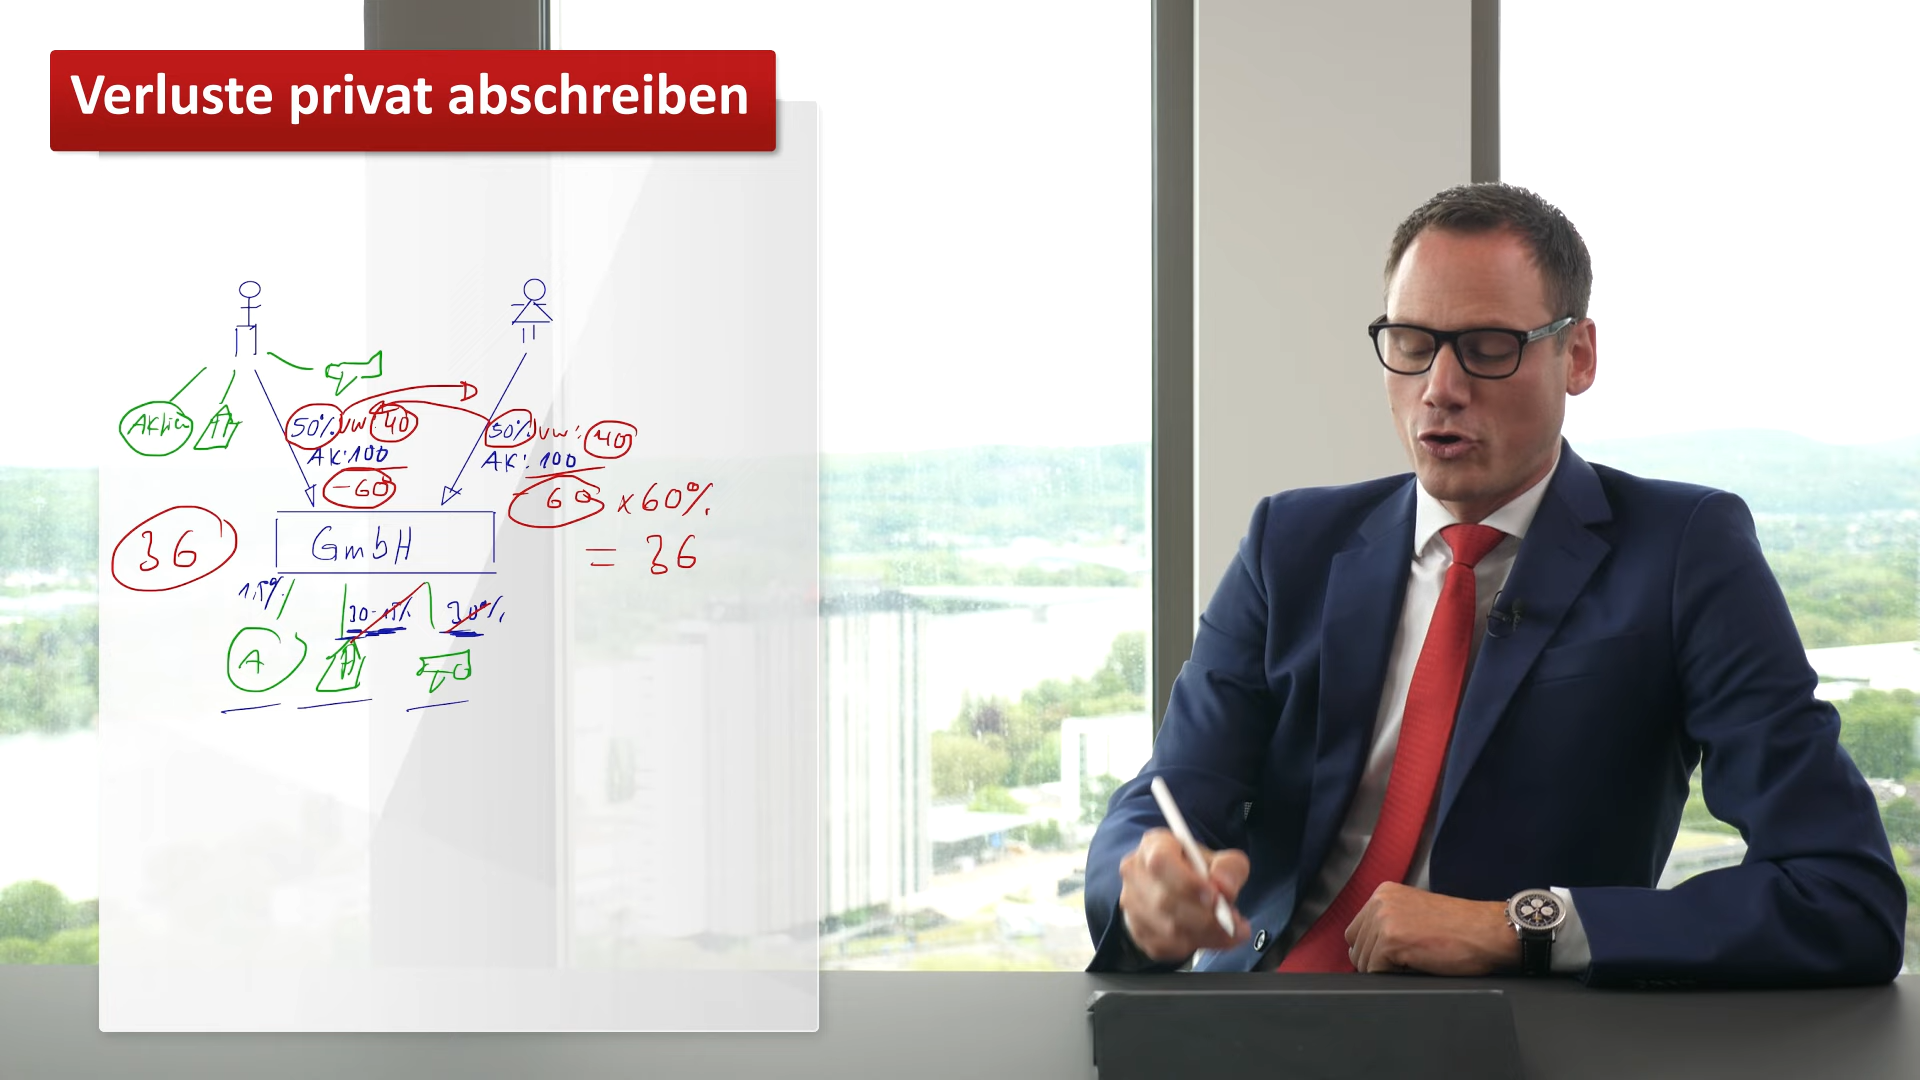 Verluste privat abschreiben
Aktien
50% VW: 40
AK: 100
-60
50% VW: 40
AK: 100
- 60 x 60%
= 36
36
GmbH
1,5%
30-15%
30%
A